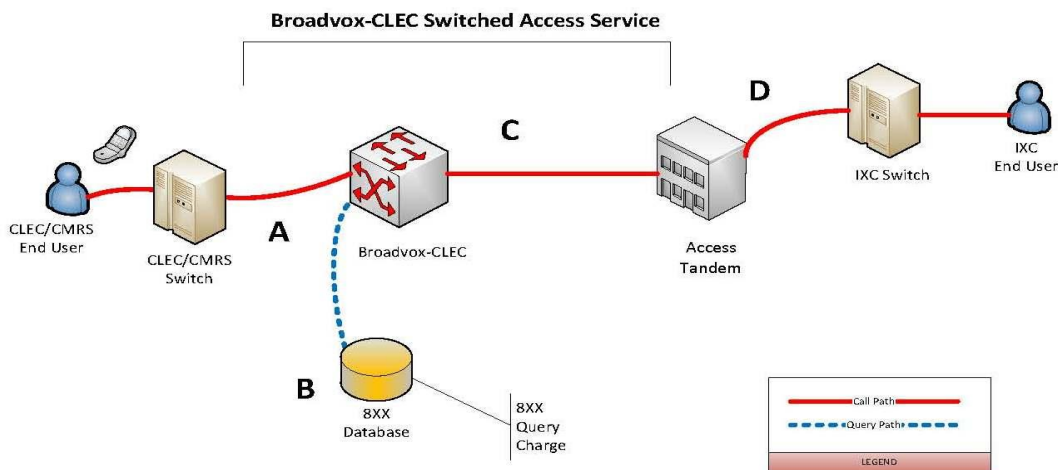 Broadvox-CLEC Switched Access Service
D
C
IXC
End User
IXC Switch
CLEC/CMRS
End User
A
CLEC/CMRS
Switch
Broadvox-CLEC
Access
Tandem
B
8XX
Database
8XX
Query
Charge
Call Path
Query Path
LEGEND